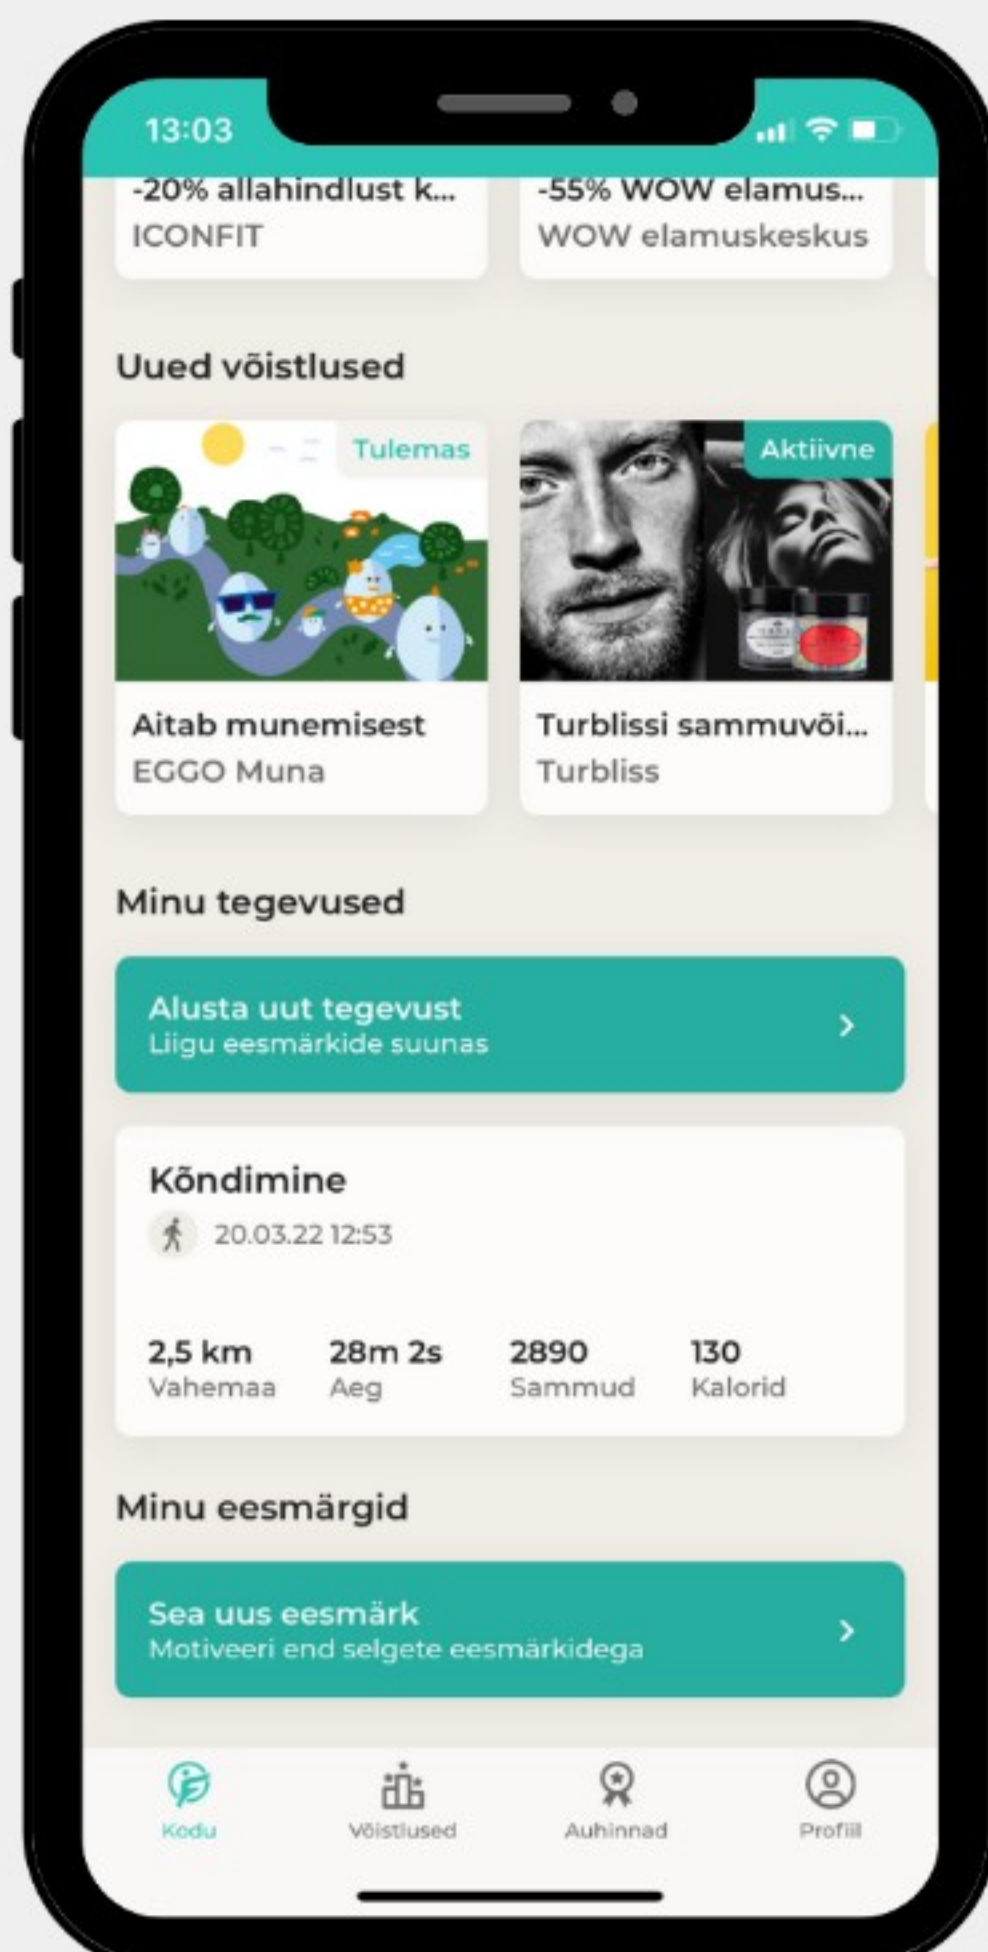 13:03
-20% allahindlust k...
ICONFIT
-55% WOW elamus...
WOW elamuskeskus
Uued võistlused
Tulemas
Aktiivne
Aitab munemisest
EGGO Muna
Turblissi sammuvõi...
Turbliss
Minu tegevused
Alusta uut tegevust
Liigu eesmärkide suunas
Kõndimine
20.03.22 12:53
2,5 km 28m 2s 2890 130
Vahemaa Aeg Sammud Kalorid
Minu eesmärgid
Sea uus eesmärk
Motiveeri end selgete eesmärkidega
Kodu Võistlused Auhinnad Profiil